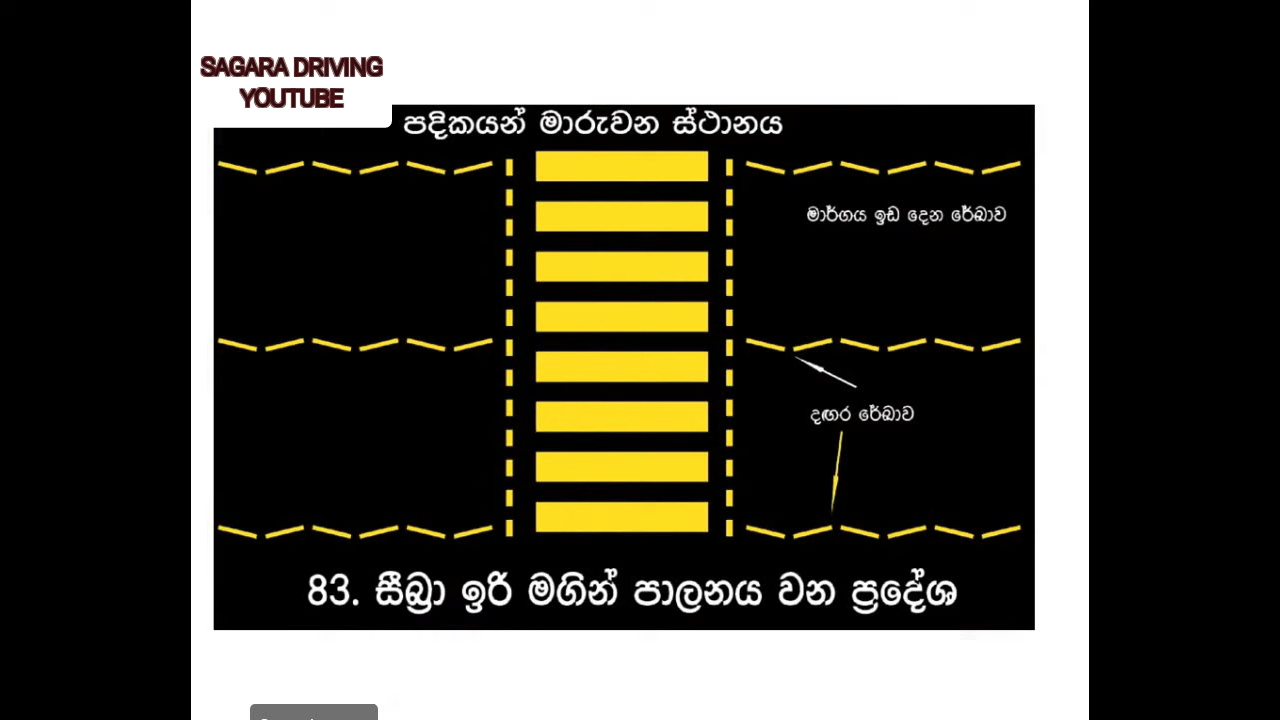 SAGARA DRIVING
YOUTUBE
පදිකයන් මාරුවන ස්ථානය
මාර්ගය ඉඩ දෙන රේඛාව
දඟර රේඛාව
83. සීබ්‍රා ඉරි මගින් පාලනය වන ප්‍රදේශ